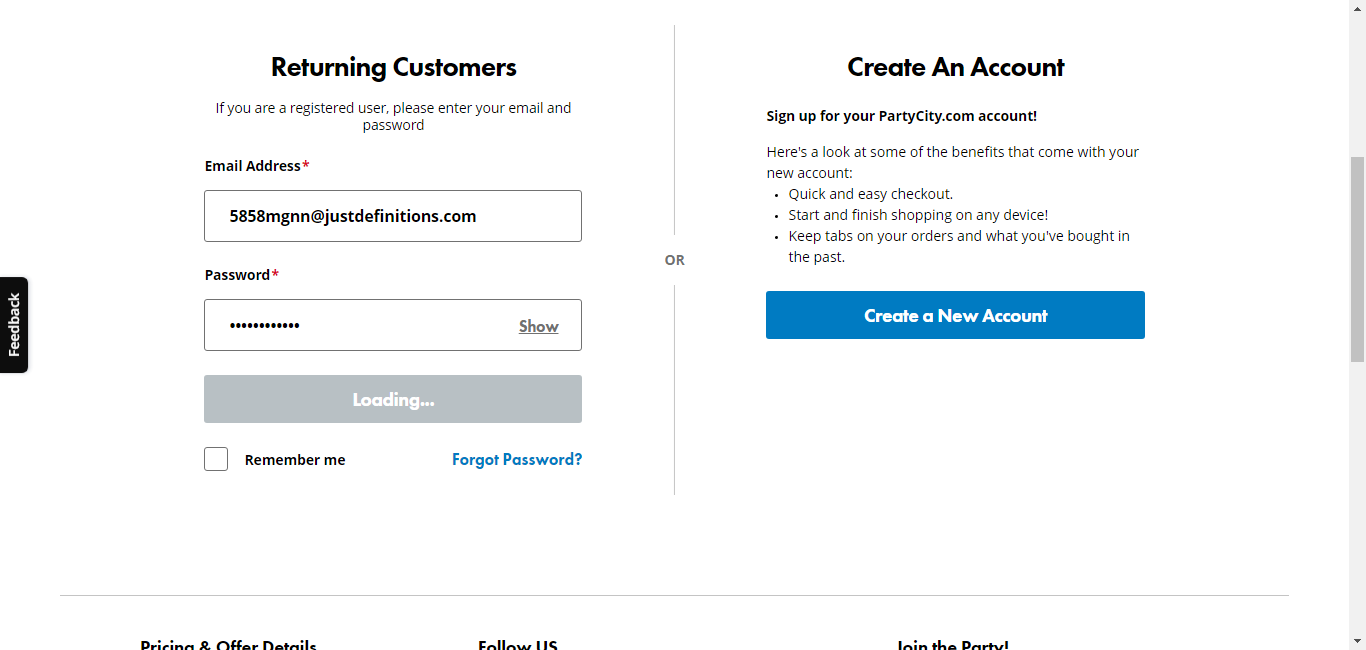 Returning Customers
If you are a registered user, please enter your email and
password
Email Address*
5858mgnn@justdefinitions.com
Password*
••••••••••••
Show
Loading...
Remember me
Forgot Password?
OR
Create An Account
Sign up for your PartyCity.com account!
Here's a look at some of the benefits that come with your
new account:
• Quick and easy checkout.
• Start and finish shopping on any device!
• Keep tabs on your orders and what you've bought in
the past.
Create a New Account
Feedback
Pricing & Offer Details
Follow US
Join the Party!